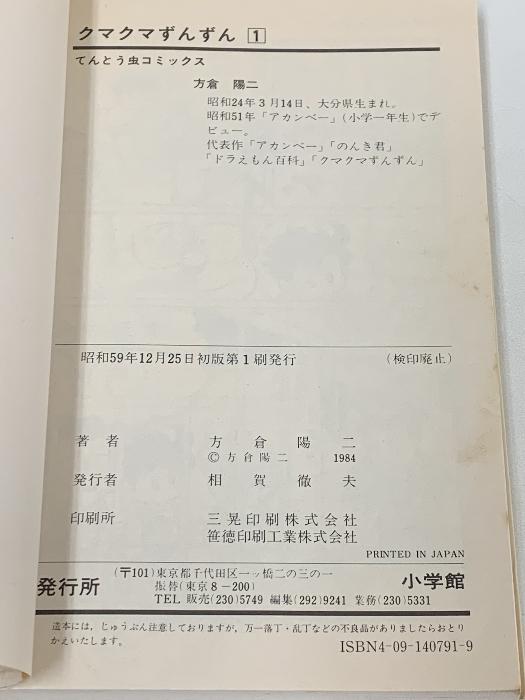 クマクマずんずん 1
てんとう虫コミックス
方倉 陽二
昭和24年3月14日、大分県生まれ。
昭和51年「アカンベー」(小学一年生)でデ
ビュー。
代表作「アカンベー」「のんき君」
「ドラえもん百科」「クマクマずんずん」
昭和59年12月25日初版第1刷発行 (検印廃止)
著者 方倉陽二
© 方倉陽二 1984
発行者 相賀徹夫
印刷所 三晃印刷株式会社
笹徳印刷工業株式会社
PRINTED IN JAPAN
発行所 (〒101)東京都千代田区一ッ橋二の三の一 小学館
振替(東京8-200)
TEL 販売(230)5749 編集(292)9241 業務(230)5331
造本には、じゅうぶん注意しておりますが、万一落丁・乱丁などの不良品がありましたらおとり
かえいたします。
ISBN4-09-140791-9